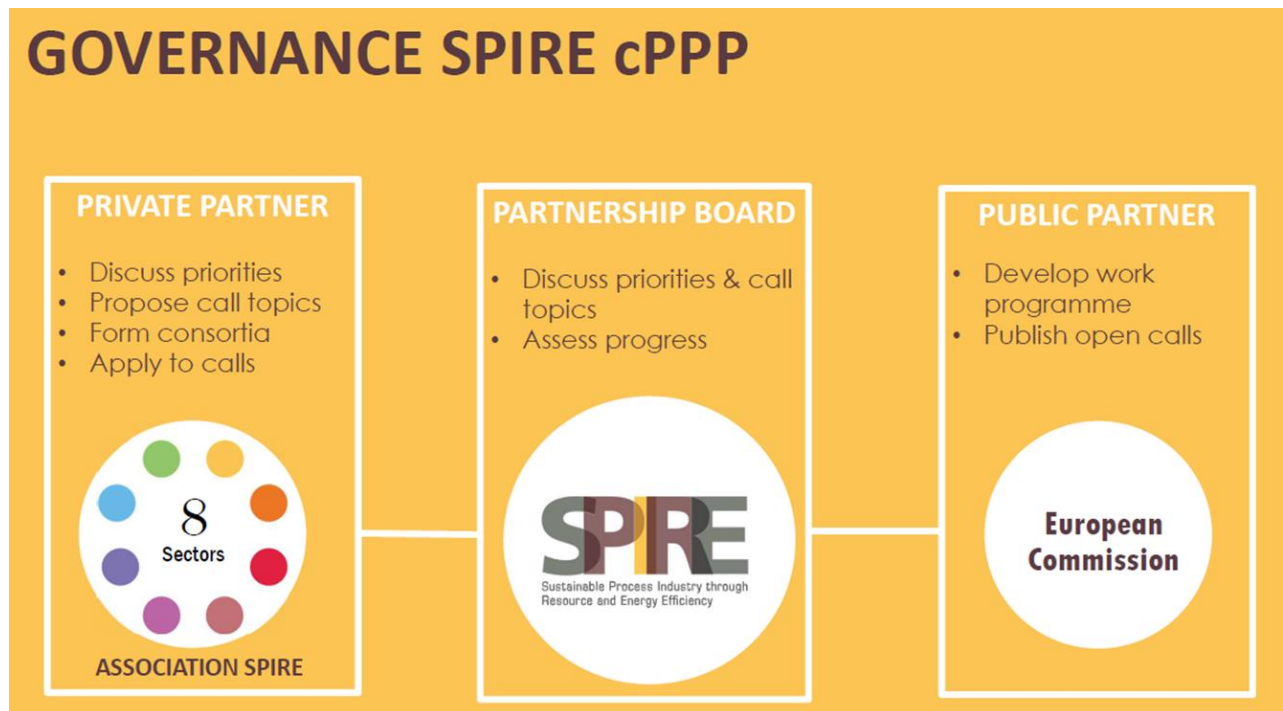 GOVERNANCE SPIRE cPPP
PRIVATE PARTNER
• Discuss priorities
• Propose call topics
• Form consortia
• Apply to calls
8
Sectors
ASSOCIATION SPIRE
PARTNERSHIP BOARD
• Discuss priorities & call
topics
• Assess progress
SPIRE
Sustainable Process Industry through
Resource and Energy Efficiency
PUBLIC PARTNER
• Develop work
programme
• Publish open calls
European
Commission